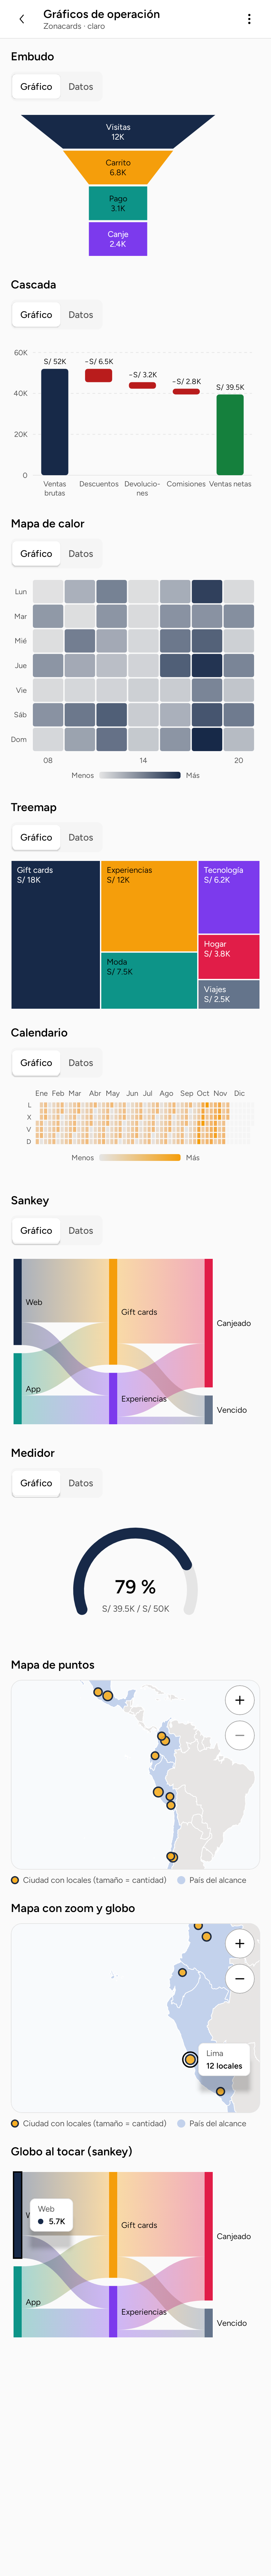 Gráficos de operación
Zonacards · claro
Embudo
Gráfico Datos
Visitas
12K
Carrito
6.8K
Pago
3.1K
Canje
2.4K
Cascada
Gráfico Datos
60K
S/ 52K
−S/ 6.5K
−S/ 3.2K
−S/ 2.8K
S/ 39.5K
40K
20K
0
Ventas brutas
Descuentos
Devolucio-
nes
Comisiones
Ventas netas
Mapa de calor
Gráfico Datos
Lun
Mar
Mié
Jue
Vie
Sáb
Dom
08 14 20
Menos Más
Treemap
Gráfico Datos
Gift cards
S/ 18K
Experiencias
S/ 12K
Moda
S/ 7.5K
Tecnología
S/ 6.2K
Hogar
S/ 3.8K
Viajes
S/ 2.5K
Calendario
Gráfico Datos
Ene Feb Mar Abr May Jun Jul Ago Sep Oct Nov Dic
L
X
V
D
Menos Más
Sankey
Gráfico Datos
Web
App
Gift cards
Experiencias
Canjeado
Vencido
Medidor
Gráfico Datos
79 %
S/ 39.5K / S/ 50K
Mapa de puntos
+
−
Ciudad con locales (tamaño = cantidad) País del alcance
Mapa con zoom y globo
+
−
Lima
12 locales
Ciudad con locales (tamaño = cantidad) País del alcance
Globo al tocar (sankey)
Web
5.7K
App
Gift cards
Experiencias
Canjeado
Vencido